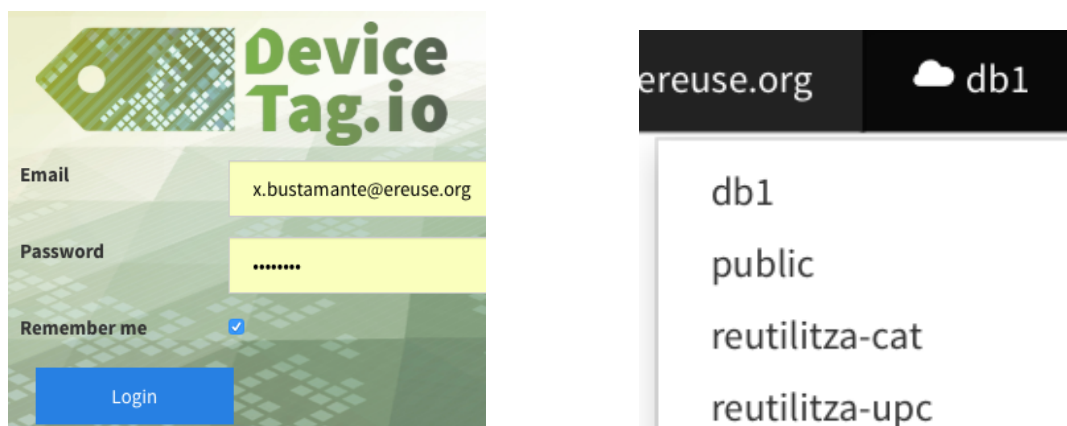 Device
Tag.io
Email
x.bustamante@ereuse.org
Password
••••••••
Remember me
Login
ereuse.org
db1
db1
public
reutilitza-cat
reutilitza-upc